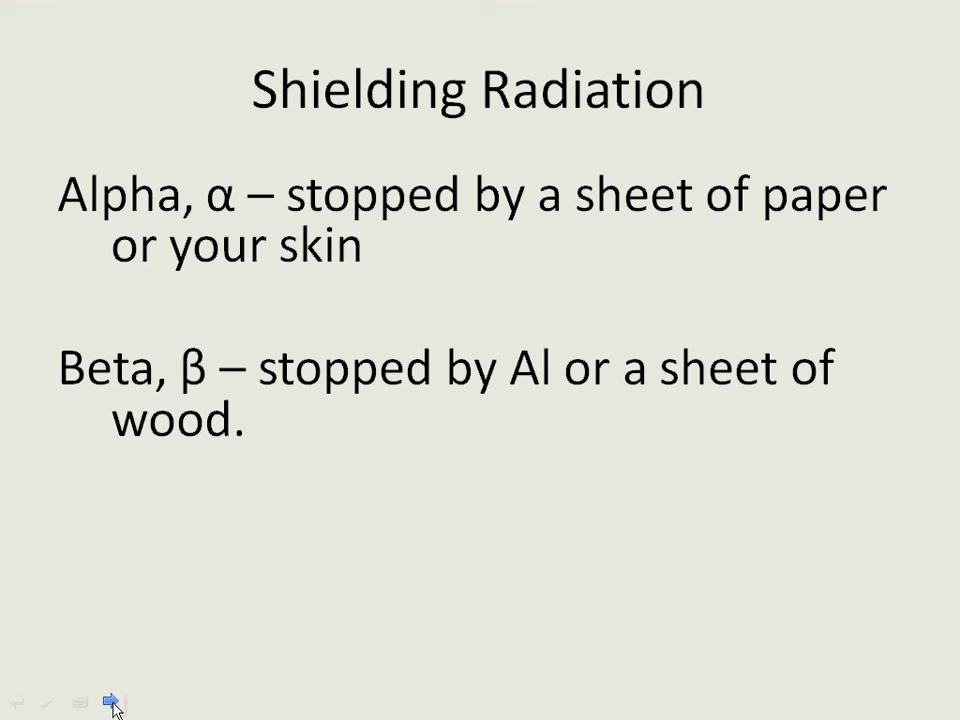 Shielding Radiation
Alpha, α – stopped by a sheet of paper
or your skin
Beta, β – stopped by Al or a sheet of
wood.